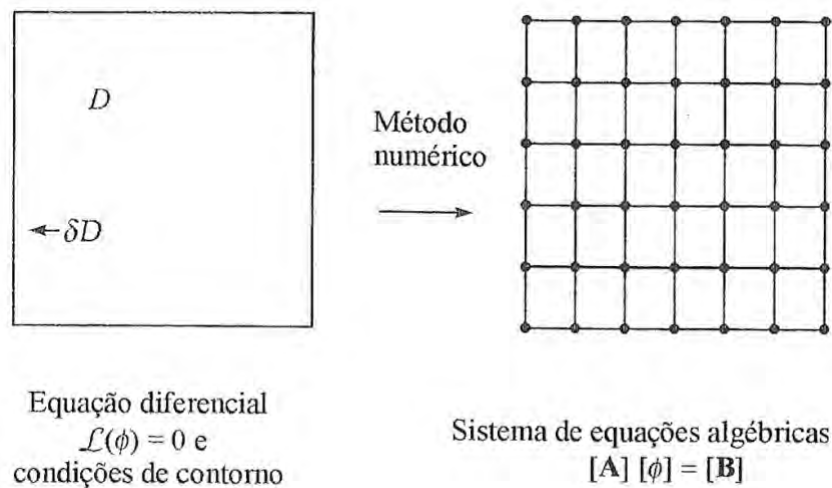 D
δD
Método
numérico
Equação diferencial
ℒ(ϕ) = 0 e
condições de contorno
Sistema de equações algébricas
[A] [ϕ] = [B]